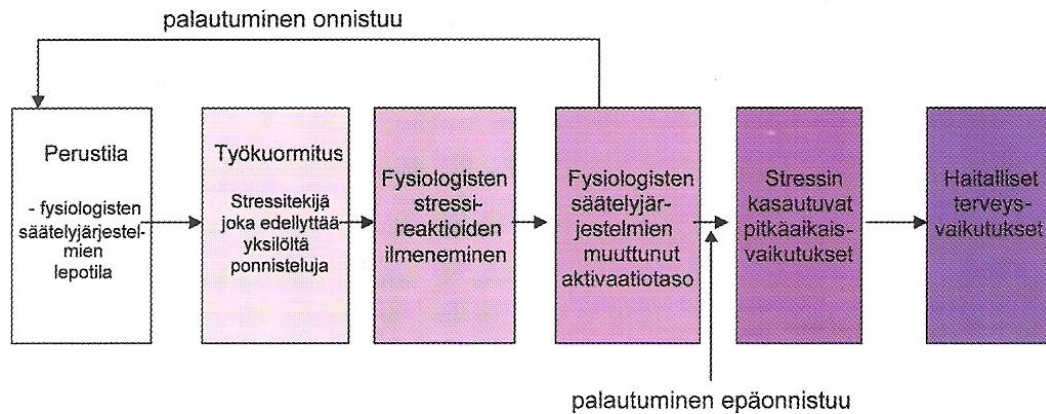 palautuminen onnistuu
Perustila
- fysiologisten
säätelyjärjestel-
mien
lepotila
Työkuormitus
Stressitekijä
joka edellyttää
yksilöltä
ponnisteluja
Fysiologisten
stressi-
reaktioiden
ilmeneminen
Fysiologisten
säätelyjär-
jestelmien
muuttunut
aktivaatiotaso
Stressin
kasautuvat
pitkäaikais-
vaikutukset
Haitalliset
terveys-
vaikutukset
palautuminen epäonnistuu